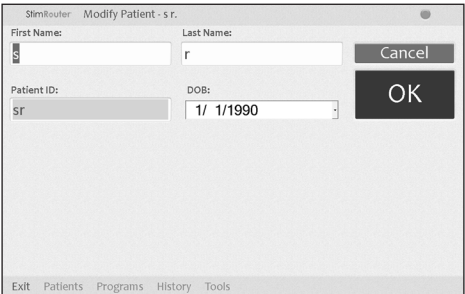 StimRouter Modify Patient - s r.
First Name: Last Name:
s r Cancel
Patient ID: DOB: OK
sr 1/ 1/1990
Exit Patients Programs History Tools